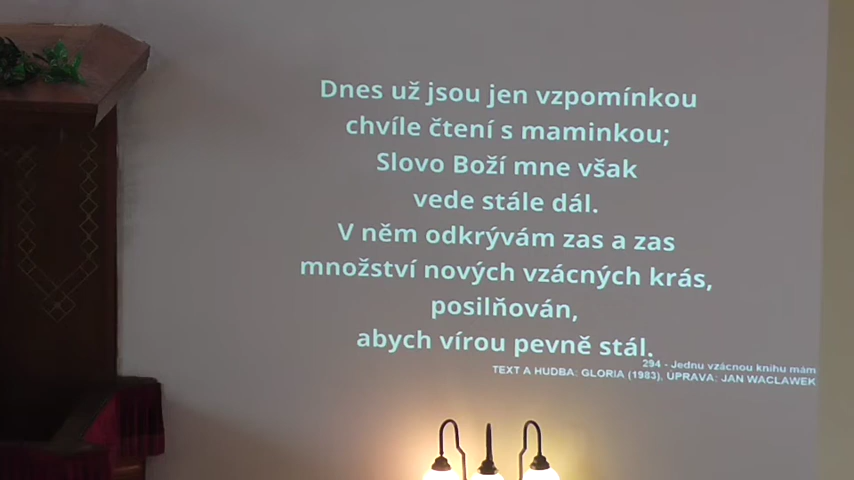 Dnes už jsou jen vzpomínkou
chvíle čtení s maminkou;
Slovo Boží mne však
vede stále dál.
V něm odkrývám zas a zas
množství nových vzácných krás,
posilňován,
abych vírou pevně stál.
294 - Jednu vzácnou knihu mám
TEXT A HUDBA: GLORIA (1983), ÚPRAVA: JAN WACLAWEK